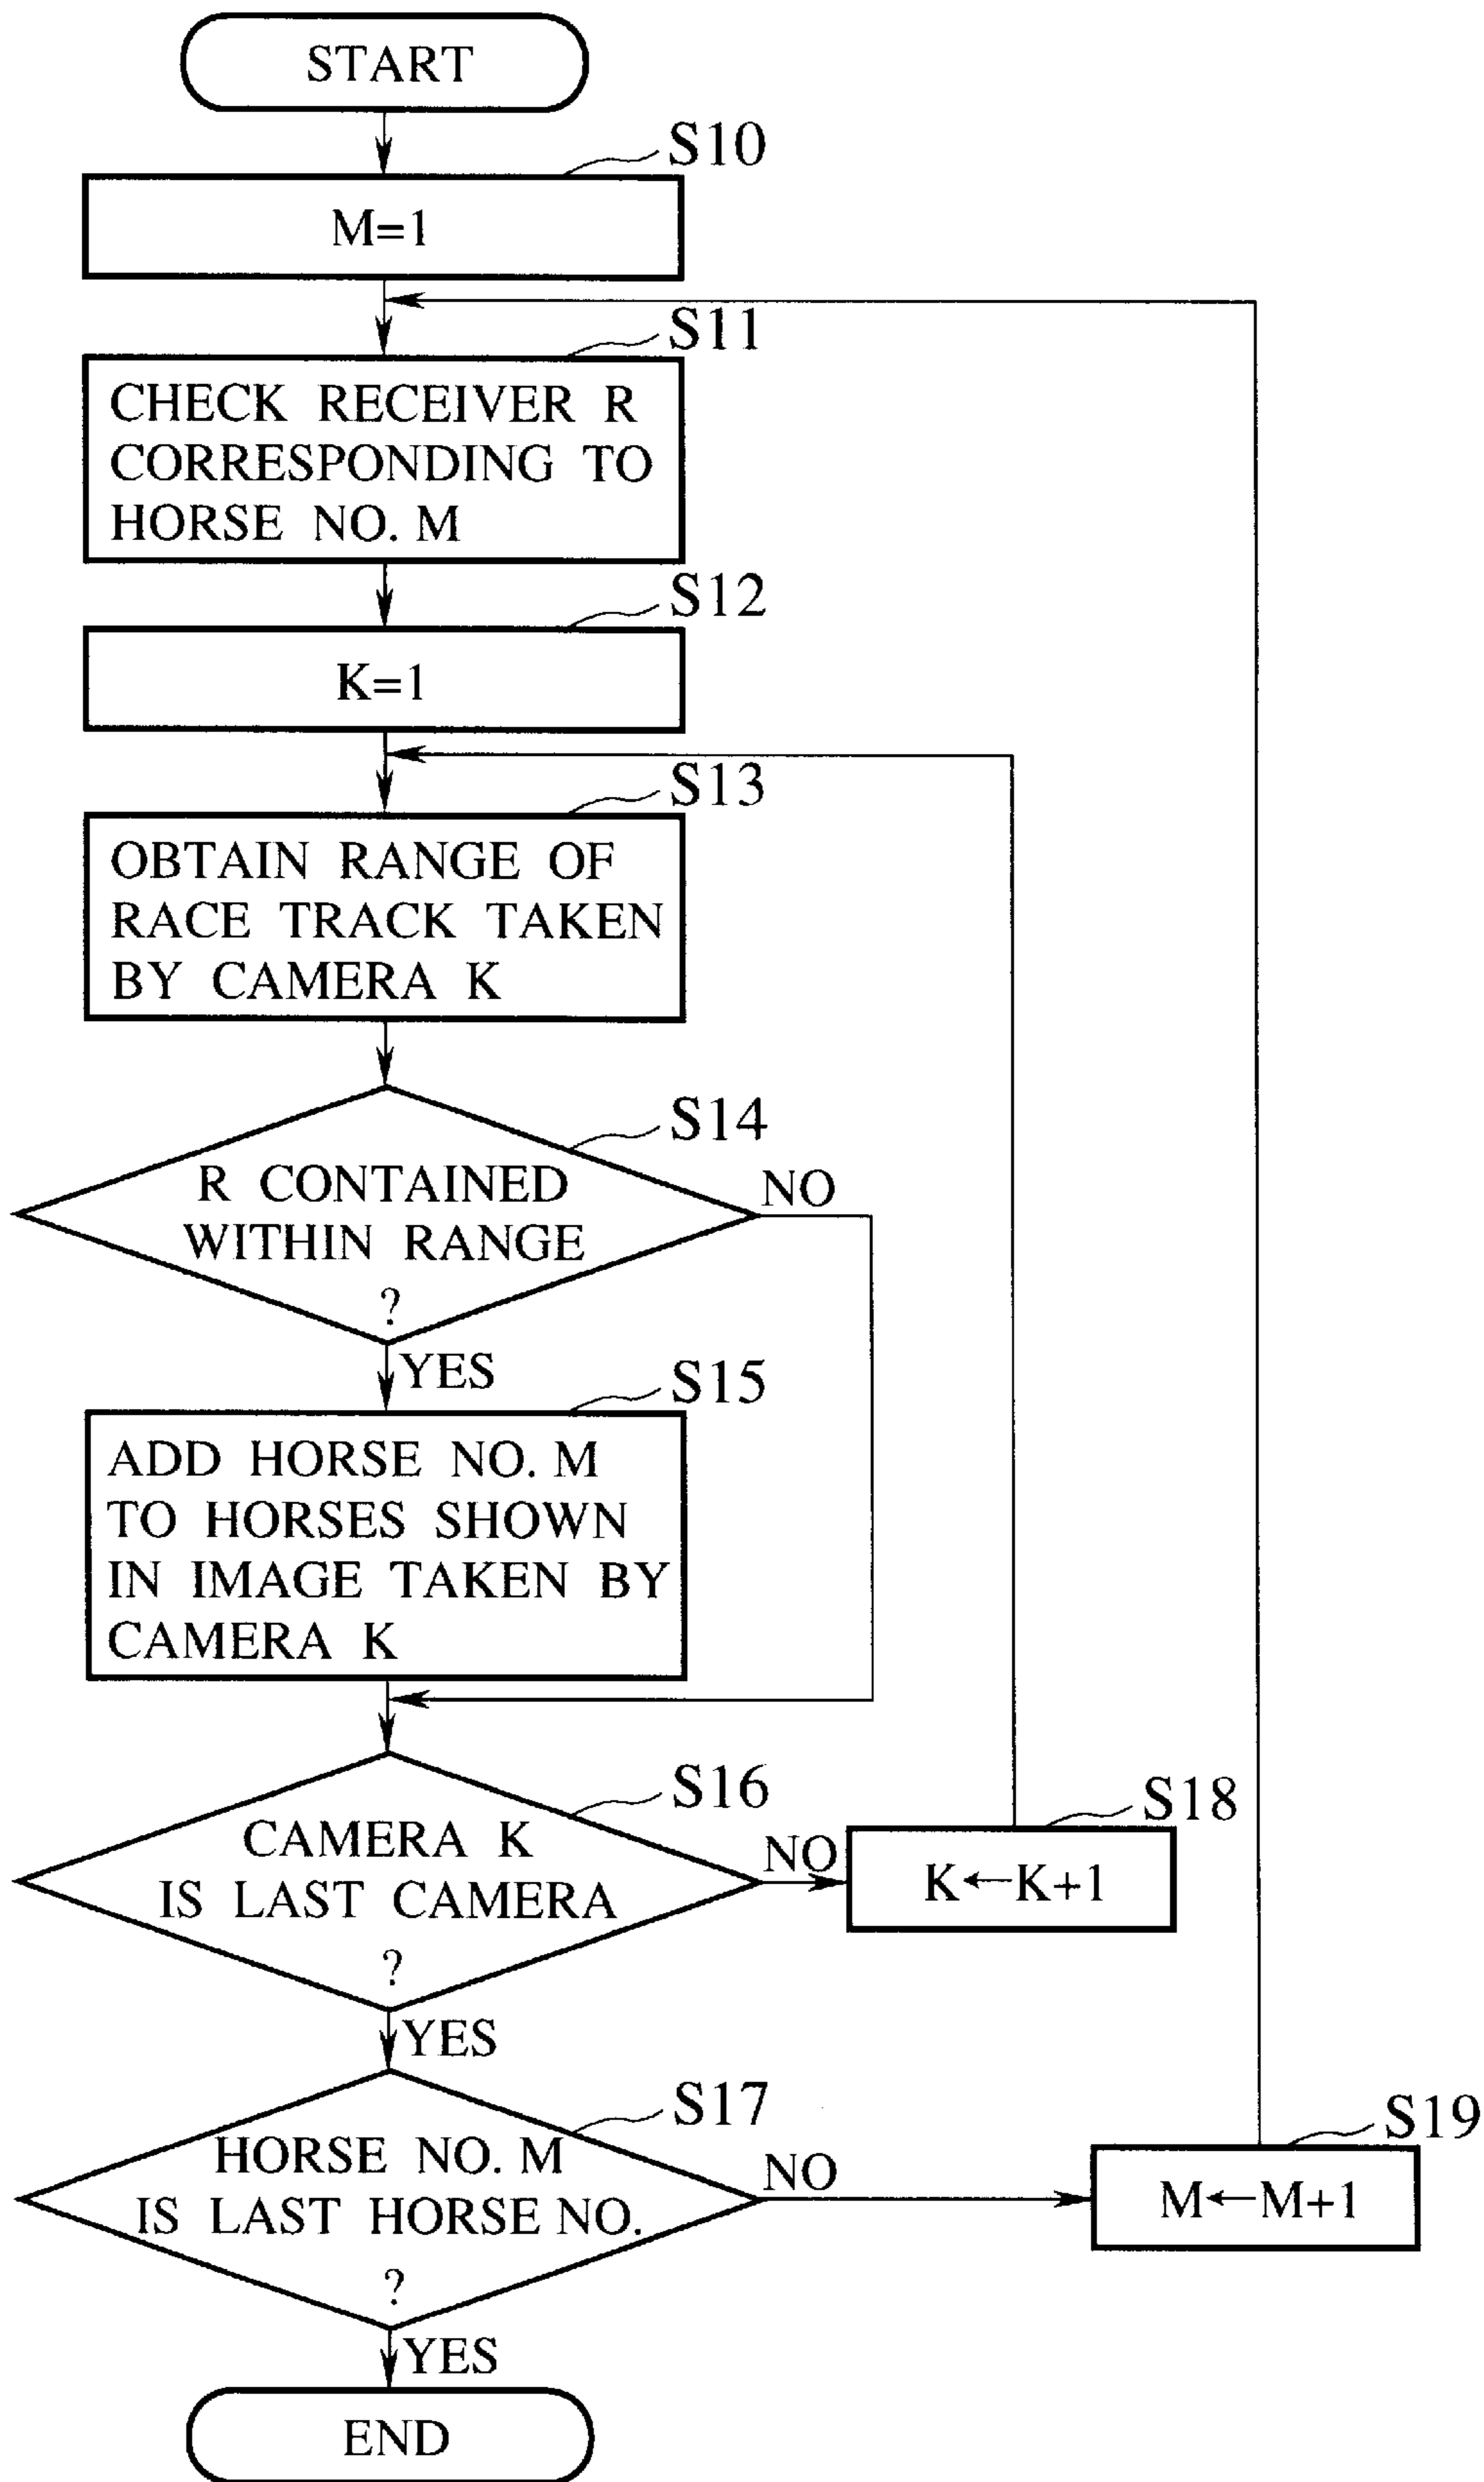 START
S10
M=1
S11
CHECK RECEIVER R
CORRESPONDING TO
HORSE NO. M
S12
K=1
S13
OBTAIN RANGE OF
RACE TRACK TAKEN
BY CAMERA K
S14
R CONTAINED
WITHIN RANGE
?
NO
YES
S15
ADD HORSE NO. M
TO HORSES SHOWN
IN IMAGE TAKEN BY
CAMERA K
S16
CAMERA K
IS LAST CAMERA
?
NO
S18
K←K+1
YES
S17
HORSE NO. M
IS LAST HORSE NO.
?
NO
S19
M←M+1
YES
END